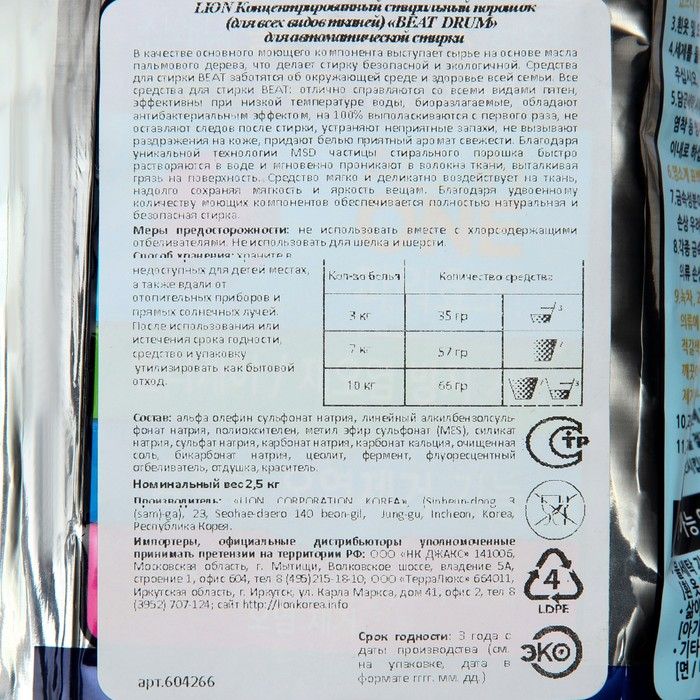 LION Концентрированный стиральный порошок
(для всех видов тканей) «BEAT DRUM»
для автоматической стирки
В качестве основного моющего компонента выступает сырье на основе масла
пальмового дерева, что делает стирку безопасной и экологичной. Средства
для стирки BEAT заботятся об окружающей среде и здоровье всей семьи. Все
средства для стирки BEAT: отлично справляются со всеми видами пятен,
эффективны при низкой температуре воды, биоразлагаемые, обладают
антибактериальным эффектом, на 100% выполаскиваются с первого раза, не
оставляют следов после стирки, устраняют неприятные запахи, не вызывают
раздражения на коже, придают белью приятный аромат свежести. Благодаря
уникальной технологии MSD частицы стирального порошка быстро
растворяются в воде и мгновенно проникают в волокна ткани, выталкивая
грязь на поверхность. Средство мягко и деликатно воздействует на ткань,
надолго сохраняя мягкость и яркость вещам. Благодаря удвоенному
количеству моющих компонентов обеспечивается полностью натуральная и
безопасная стирка.
Меры предосторожности: не использовать вместе с хлорсодержащими
отбеливателями. Не использовать для шелка и шерсти.
Способ хранения: храните в
недоступных для детей местах,
а также вдали от
отопительных приборов и
прямых солнечных лучей.
После использования или
истечения срока годности,
средство и упаковку
утилизировать как бытовой
отход.
Кол-во белья Количество средства
3 кг 35 гр
7 кг 57 гр
10 кг 66 гр
Состав: альфа олефин сульфонат натрия, линейный алкилбензолсуль-
фонат натрия, полиоксителен, метил эфир сульфонат (MES), силикат
натрия, сульфат натрия, карбонат натрия, карбонат кальция, очищенная
соль, бикарбонат натрия, цеолит, фермент, флуоресцентный
отбеливатель, отдушка, краситель.
Номинальный вес 2,5 кг
Производитель: «LION CORPORATION KOREA», (Sinheun-dong 3
(sam)-ga), 23, Seohae-daero 140 beon-gil, Jung-gu, Incheon, Korea,
Республика Корея.
Импортеры, официальные дистрибьюторы уполномоченные
принимать претензии на территории РФ: ООО «НК ДЖАКС» 141006,
Московская область, г. Мытищи, Волковское шоссе, владение 5А,
строение 1, офис 604, тел 8 (495)215-18-10; ООО «ТерраЛюкс» 664011,
Иркутская область, г. Иркутск, ул. Карла Маркса, дом 41, офис 2, тел 8
(3952) 707-124; сайт http://lionkorea.info
СТР
4
LDPE
ЭКО
Срок годности: 3 года с
даты производства (см.
на упаковке, дата в
формате гггг. мм. дд.)
арт.604266